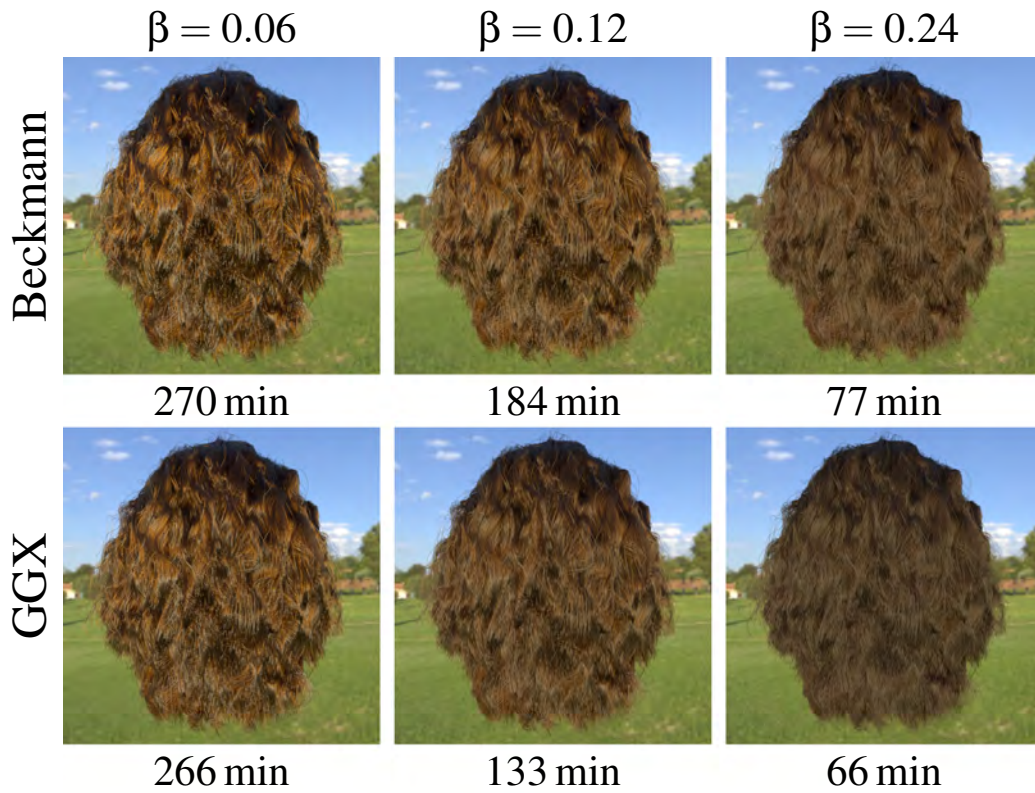 β = 0.06 β = 0.12 β = 0.24
Beckmann
270 min 184 min 77 min
GGX
266 min 133 min 66 min